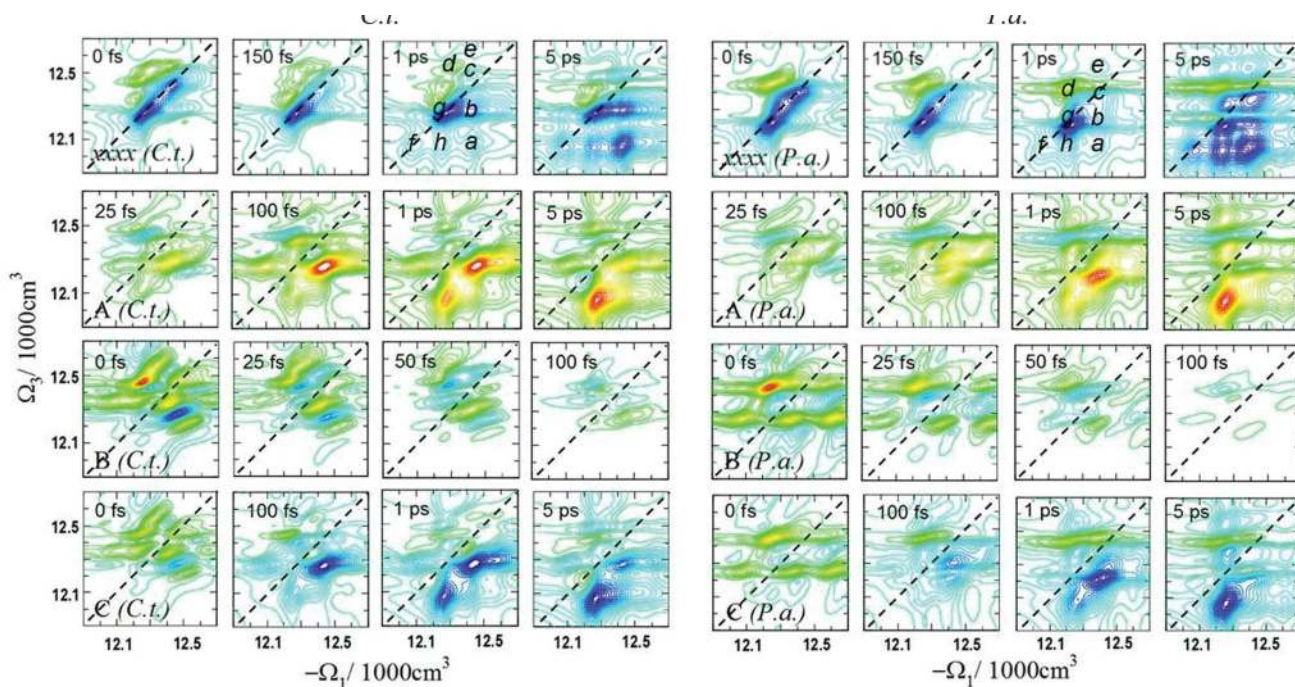 C.t. P.a.
0 fs 150 fs 1 ps 5 ps 0 fs 150 fs 1 ps 5 ps
12.5
12.1
e
d c
g b
f h a
e
d c
g b
f h a
xxxx (C.t.) xxxx (P.a.)
25 fs 100 fs 1 ps 5 ps 25 fs 100 fs 1 ps 5 ps
12.5
12.1
A (C.t.) A (P.a.)
0 fs 25 fs 50 fs 100 fs 0 fs 25 fs 50 fs 100 fs
12.5
12.1
B (C.t.) B (P.a.)
0 fs 100 fs 1 ps 5 ps 0 fs 100 fs 1 ps 5 ps
12.5
12.1
C (C.t.) C (P.a.)
12.1 12.5 12.1 12.5 12.1 12.5 12.1 12.5 12.1 12.5 12.1 12.5 12.1 12.5 12.1 12.5
Ω3/ 1000cm³
−Ω1/ 1000cm³ −Ω1/ 1000cm³